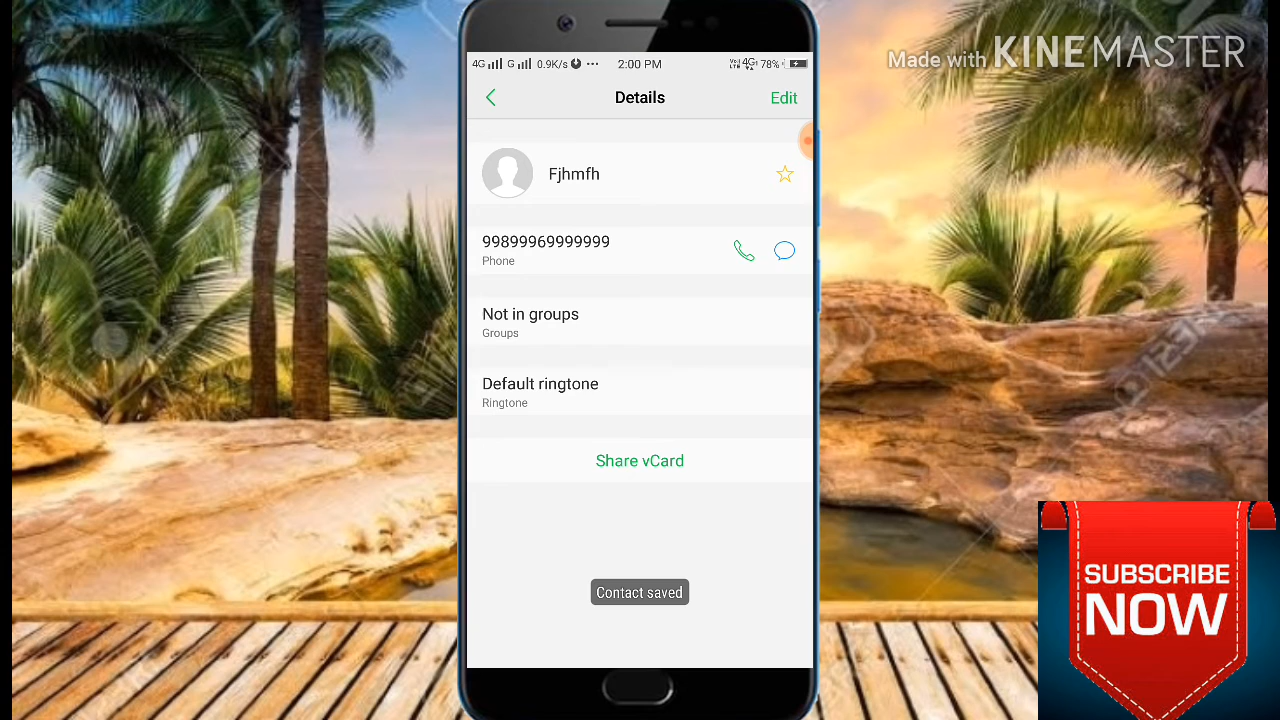 Made with KINEMASTER
4G G 0.9K/s ... 2:00 PM 4G 78%
Details Edit
Fjhmfh
99899969999999
Phone
Not in groups
Groups
Default ringtone
Ringtone
Share vCard
Contact saved
SUBSCRIBE
NOW